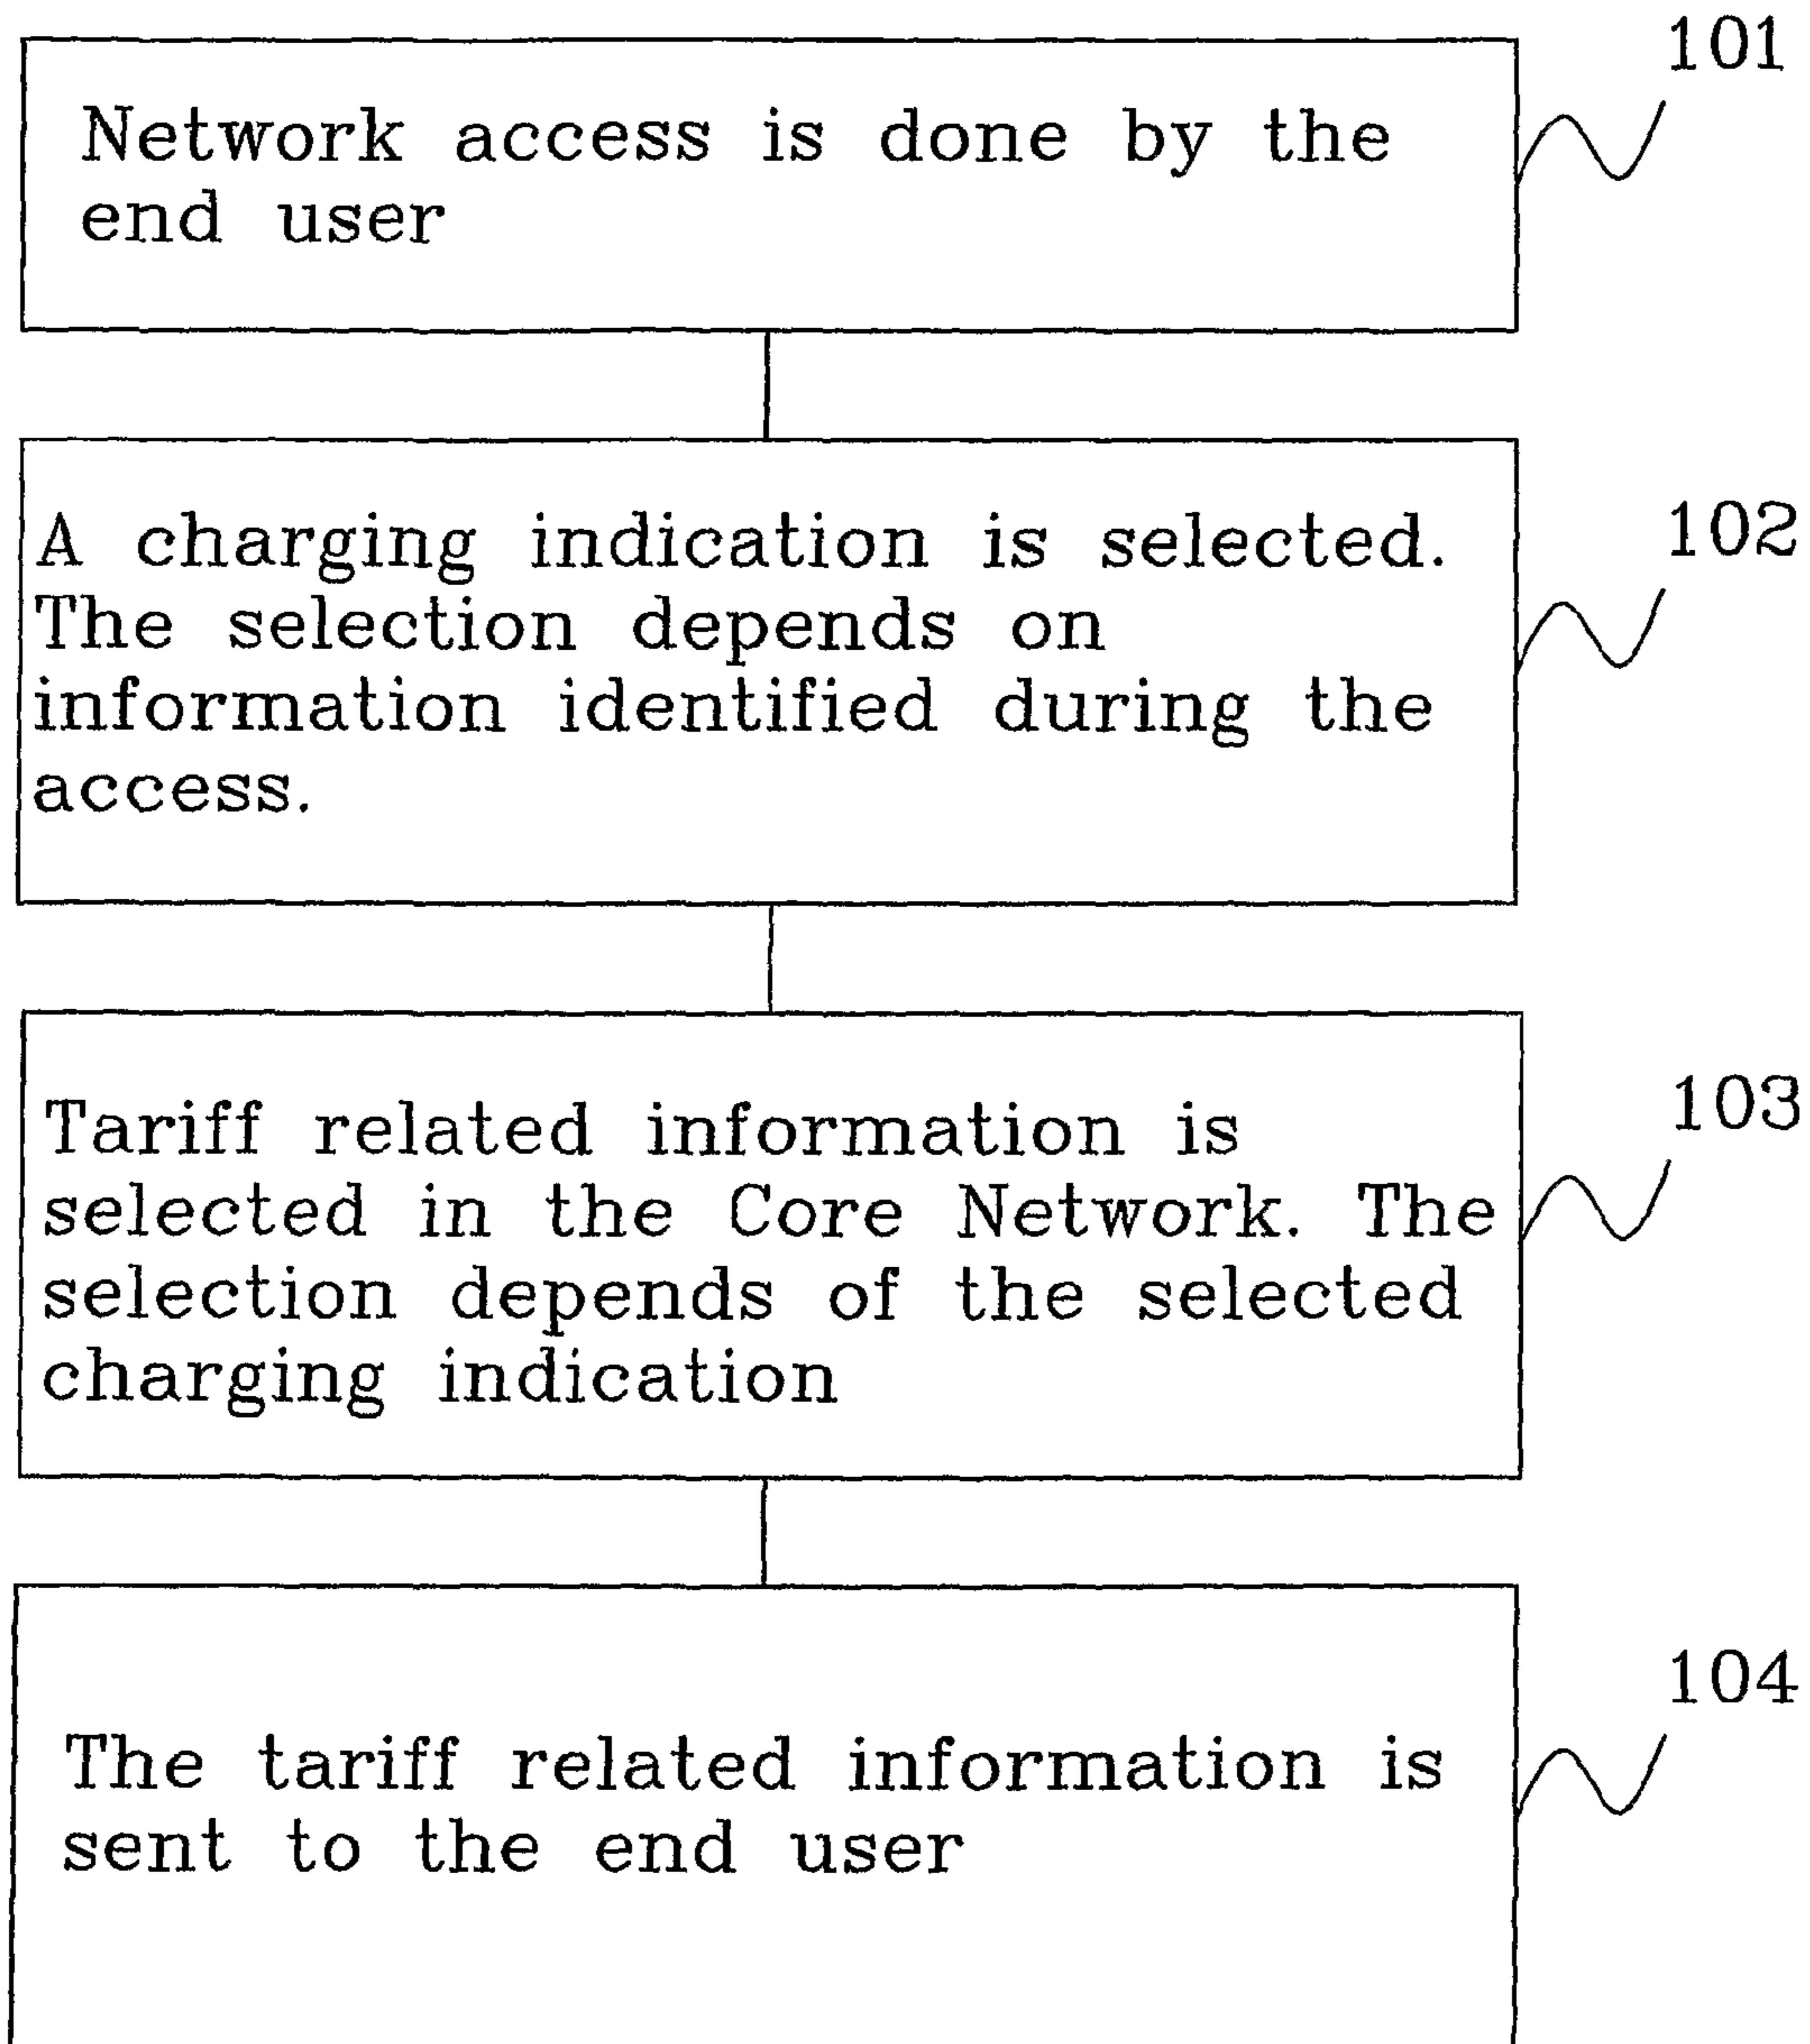 101
Network access is done by the
end user
102
A charging indication is selected.
The selection depends on
information identified during the
access.
103
Tariff related information is
selected in the Core Network. The
selection depends of the selected
charging indication
104
The tariff related information is
sent to the end user